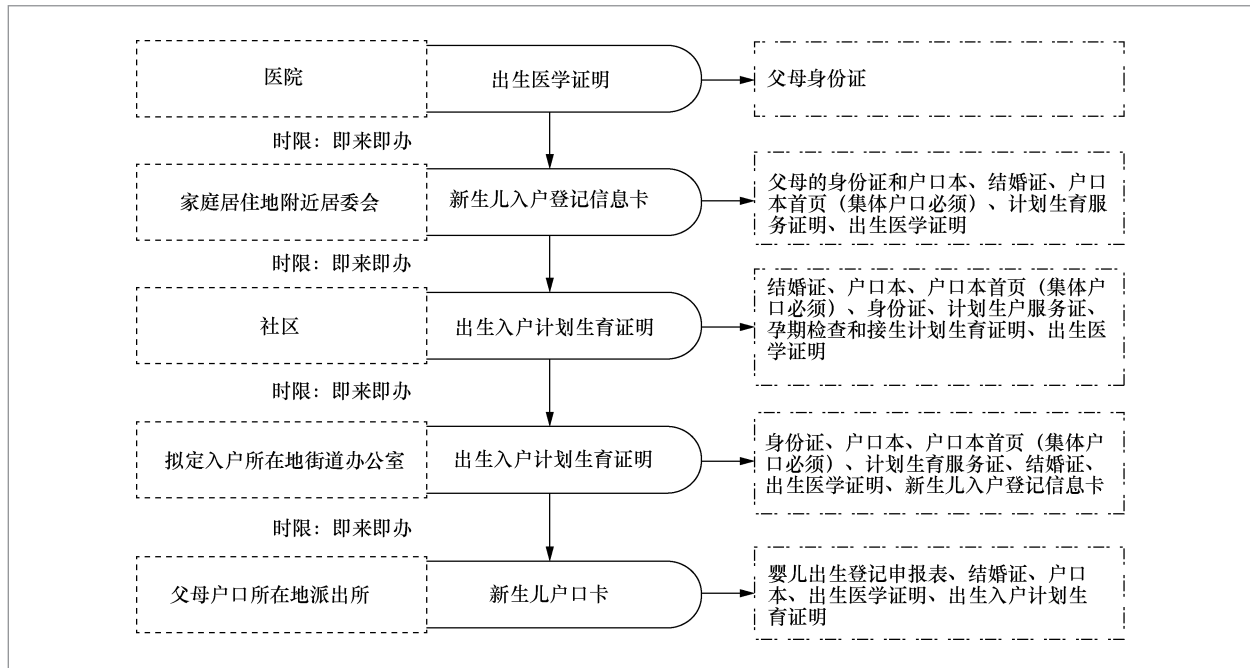 医院
出生医学证明
父母身份证
时限：即来即办
家庭居住地附近居委会
新生儿入户登记信息卡
父母的身份证和户口本、结婚证、户口
本首页（集体户口必须）、计划生育服
务证明、出生医学证明
时限：即来即办
社区
出生入户计划生育证明
结婚证、户口本、户口本首页（集体户
口必须）、身份证、计划生户服务证、
孕期检查和接生计划生育证明、出生医
学证明
时限：即来即办
拟定入户所在地街道办公室
出生入户计划生育证明
身份证、户口本、户口本首页（集体户
口必须）、计划生育服务证、结婚证、
出生医学证明、新生儿入户登记信息卡
时限：即来即办
父母户口所在地派出所
新生儿户口卡
婴儿出生登记申报表、结婚证、户口
本、出生医学证明、出生入户计划生
育证明